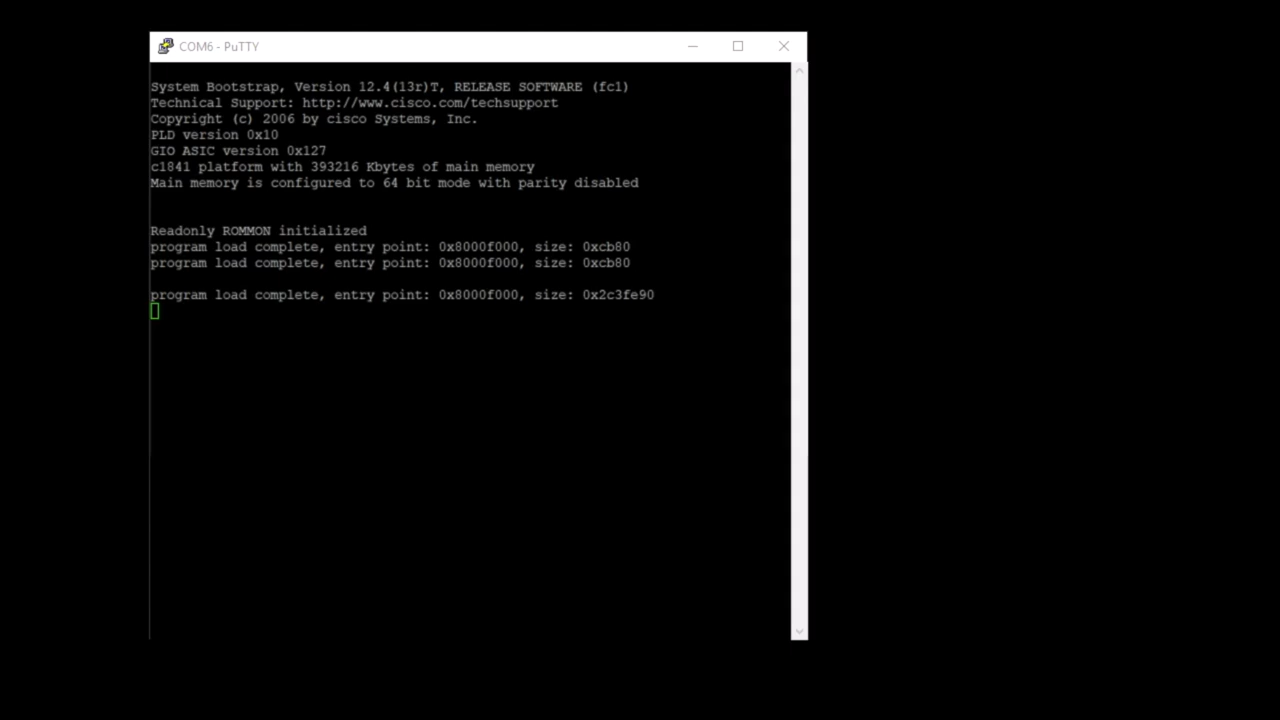 COM6 - PuTTY
System Bootstrap, Version 12.4(13r)T, RELEASE SOFTWARE (fc1)
Technical Support: http://www.cisco.com/techsupport
Copyright (c) 2006 by cisco Systems, Inc.
PLD version 0x10
GIO ASIC version 0x127
c1841 platform with 393216 Kbytes of main memory
Main memory is configured to 64 bit mode with parity disabled
Readonly ROMMON initialized
program load complete, entry point: 0x8000f000, size: 0xcb80
program load complete, entry point: 0x8000f000, size: 0xcb80
program load complete, entry point: 0x8000f000, size: 0x2c3fe90